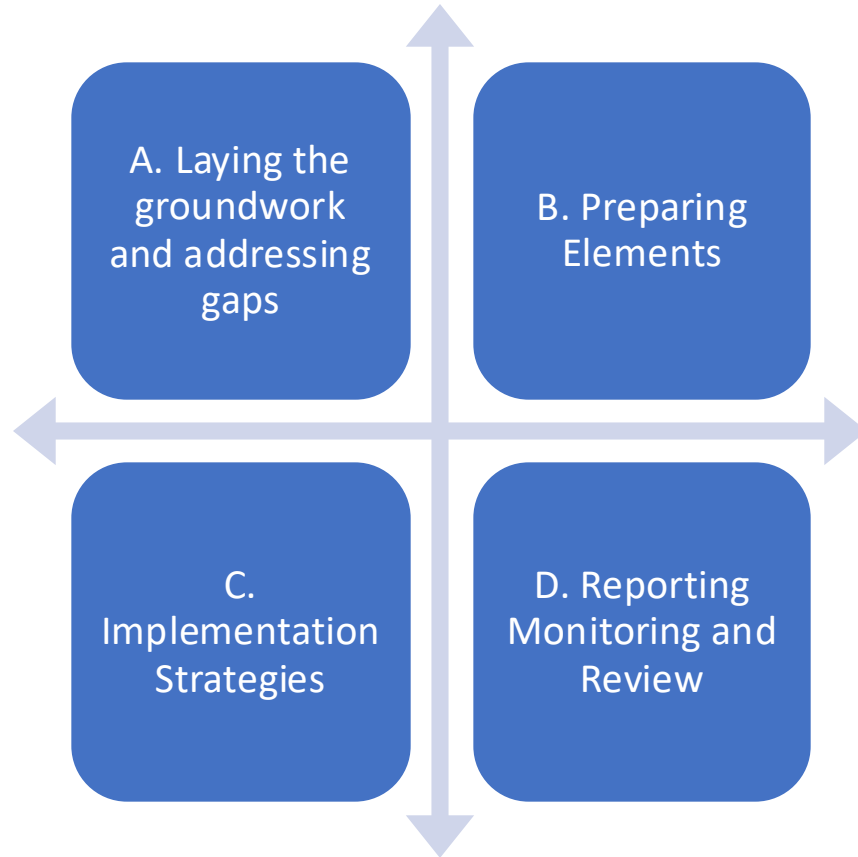 A. Laying the
groundwork
and addressing
gaps
B. Preparing
Elements
C.
Implementation
Strategies
D. Reporting
Monitoring and
Review